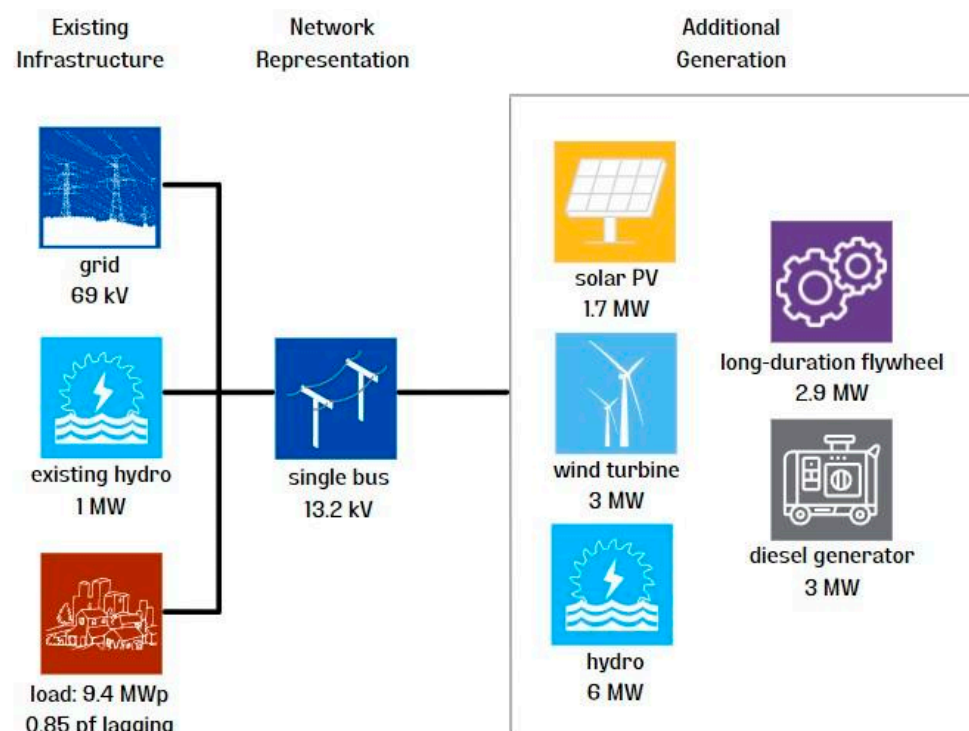 Existing
Infrastructure
Network
Representation
Additional
Generation
grid
69 kV
existing hydro
1 MW
load: 9.4 MWp
0.85 pf lagging
single bus
13.2 kV
solar PV
1.7 MW
wind turbine
3 MW
hydro
6 MW
long-duration flywheel
2.9 MW
diesel generator
3 MW